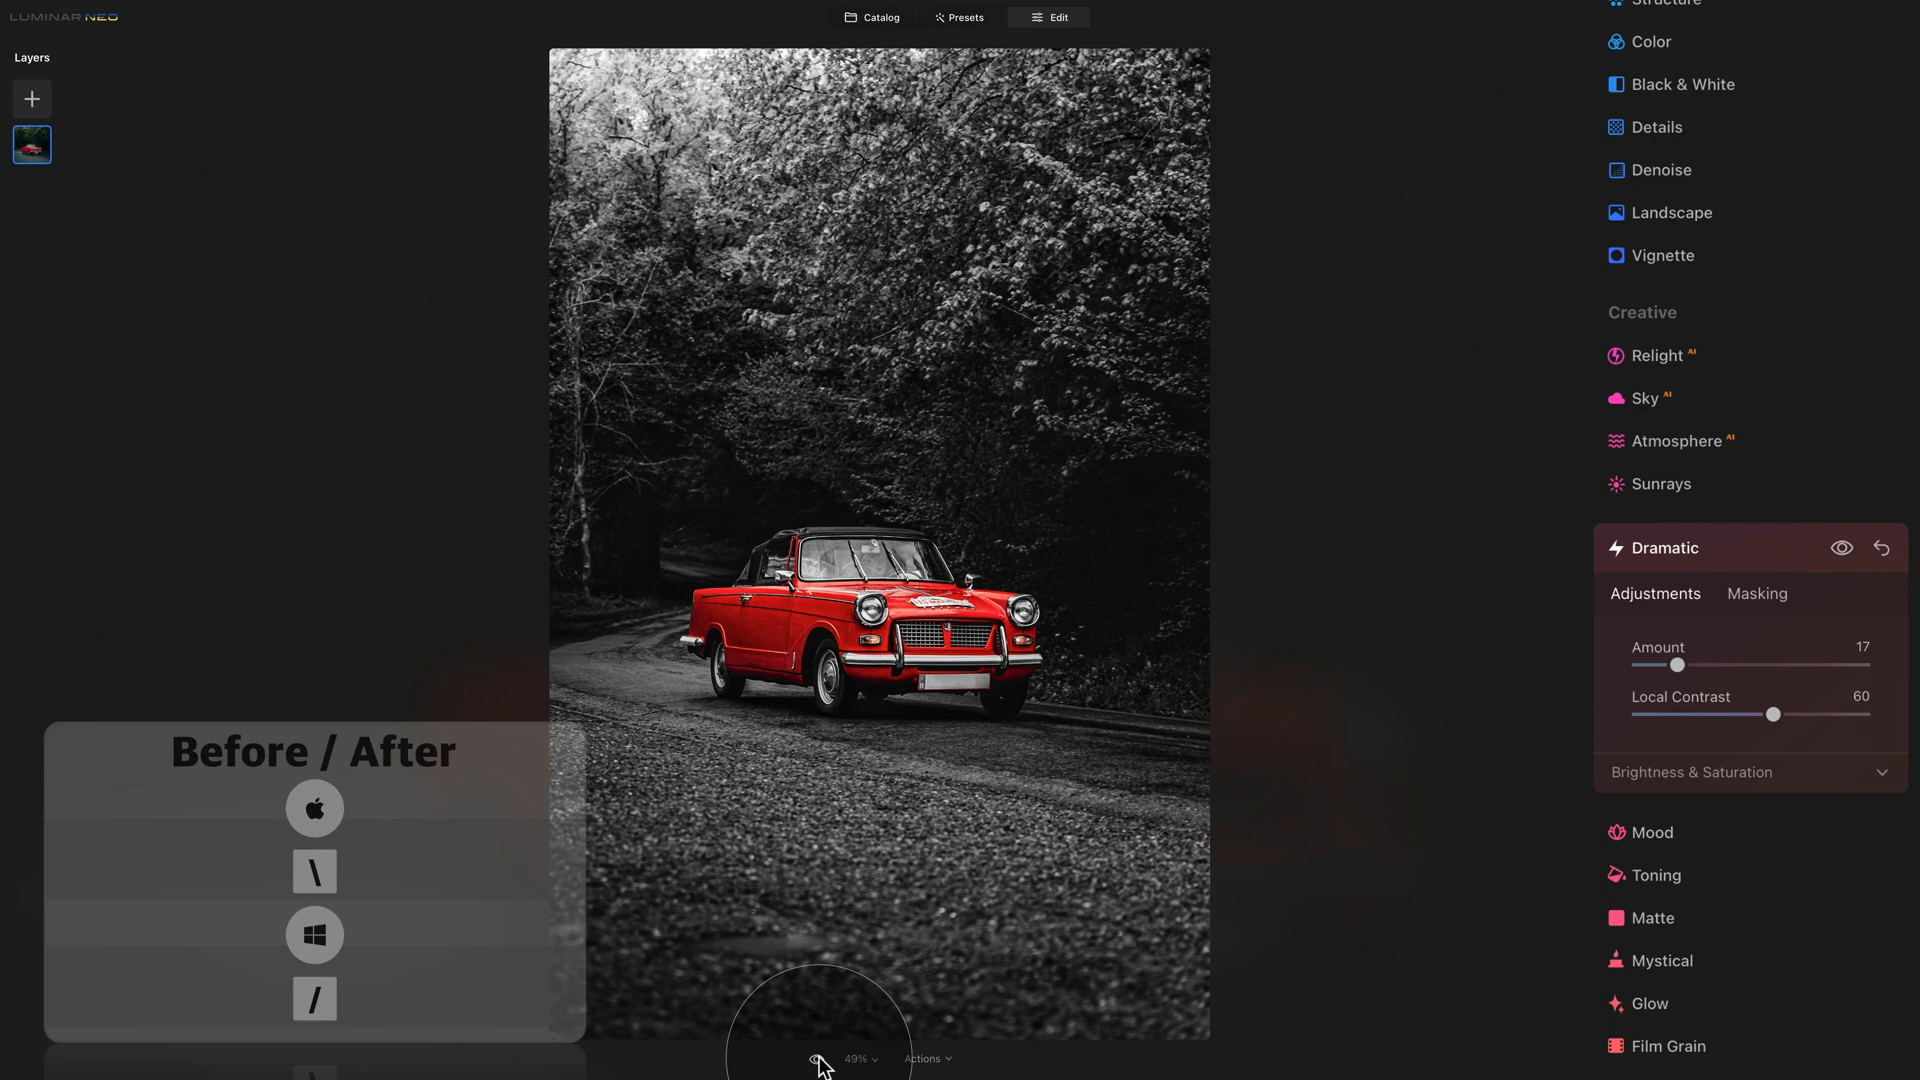 LUMINAR NEO
Catalog
Presets
Edit
Layers
Structure
Color
Black & White
Details
Denoise
Landscape
Vignette
Creative
Relight AI
Sky AI
Atmosphere AI
Sunrays
Dramatic
Adjustments
Masking
Amount 17
Local Contrast 60
Brightness & Saturation
Mood
Toning
Matte
Mystical
Glow
Film Grain
Before / After
\
/
49%
Actions